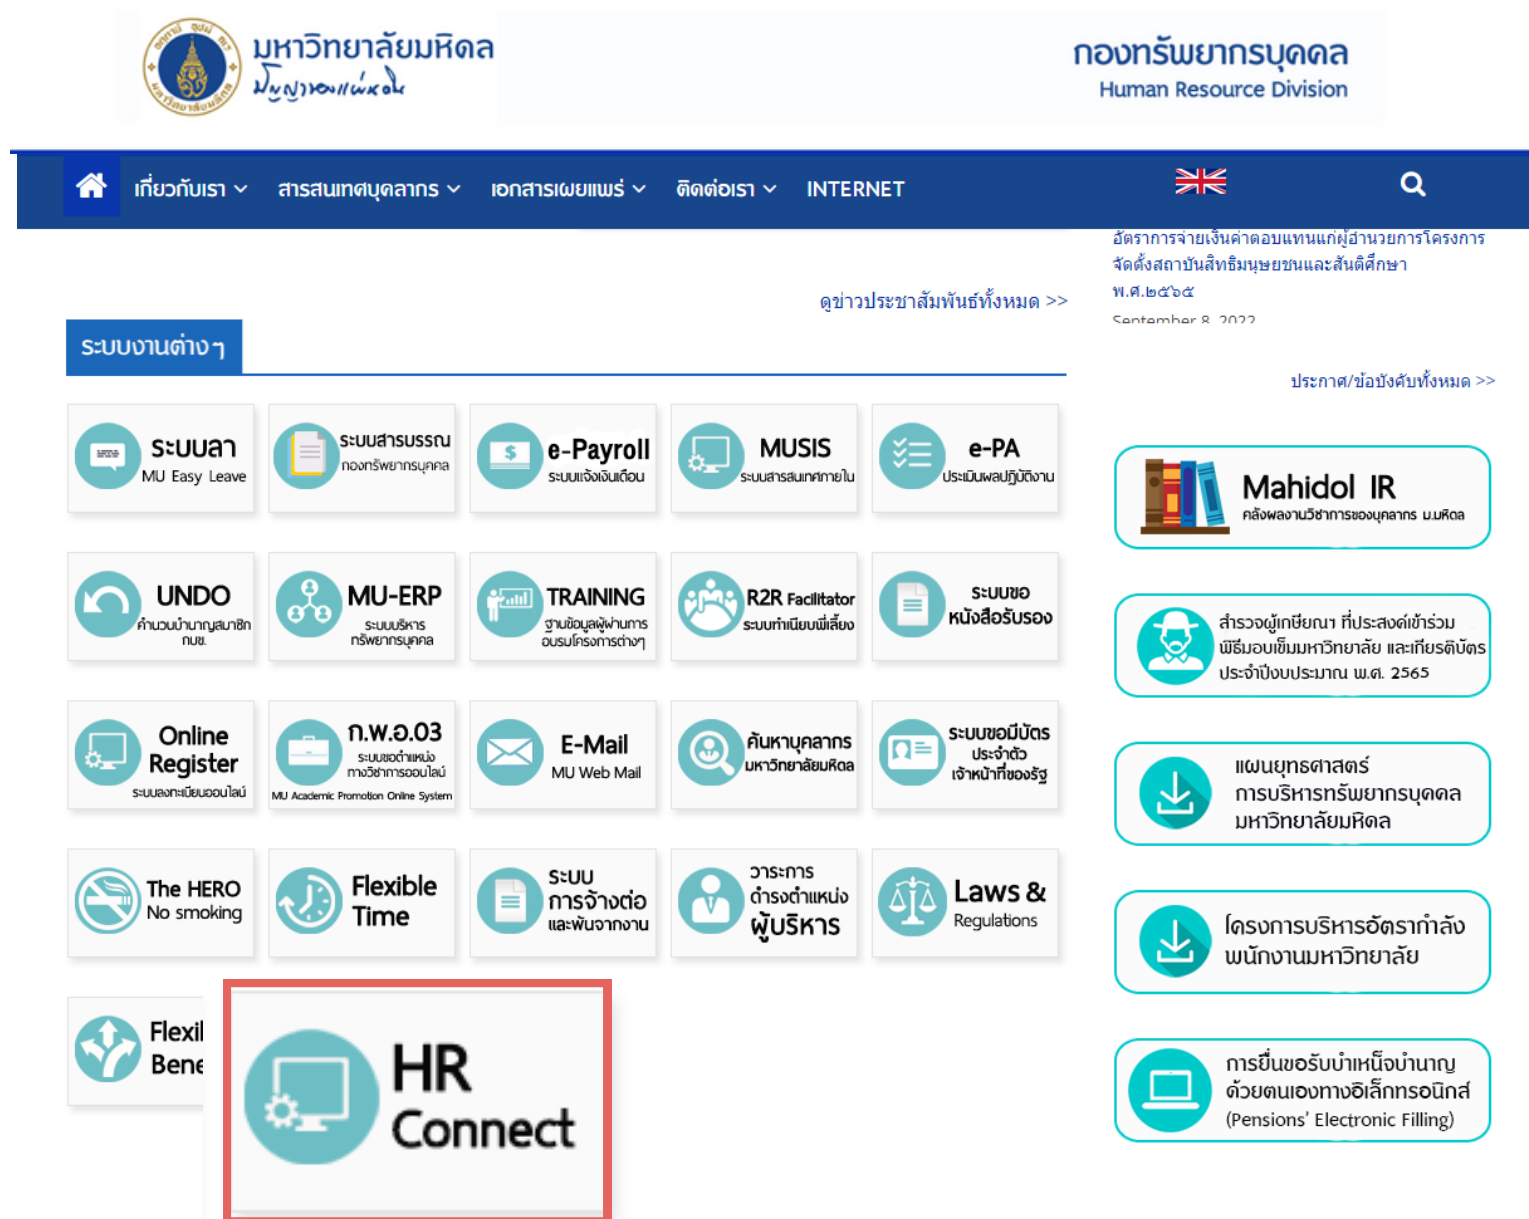 มหาวิทยาลัยมหิดล
ปัญญาของแผ่นดิน
กองทรัพยากรบุคคล
Human Resource Division
เกี่ยวกับเรา
สารสนเทศบุคลากร
เอกสารเผยแพร่
ติดต่อเรา
INTERNET
อัตราการจ่ายเงินค่าตอบแทนแก่ผู้อำนวยการโครงการ
จัดตั้งสถาบันสิทธิมนุษยชนและสันติศึกษา
พ.ศ.๒๕๖๕
September 8, 2022
ดูข่าวประชาสัมพันธ์ทั้งหมด >>
ประกาศ/ข้อบังคับทั้งหมด >>
ระบบงานต่าง ๆ
ระบบลา
MU Easy Leave
ระบบสารบรรณ
กองทรัพยากรบุคคล
e-Payroll
ระบบแจ้งเงินเดือน
MUSIS
ระบบสารสนเทศภายใน
e-PA
ประเมินผลปฏิบัติงาน
UNDO
คำนวนบำนาญสมาชิก
กบข.
MU-ERP
ระบบบริหาร
ทรัพยากรบุคคล
TRAINING
ฐานข้อมูลผู้ผ่านการ
อบรมโครงการต่างๆ
R2R Facilitator
ระบบทำเนียบพี่เลี้ยง
ระบบขอ
หนังสือรับรอง
Online
Register
ระบบลงทะเบียนออนไลน์
ก.พ.อ.03
ระบบขอตำแหน่ง
ทางวิชาการออนไลน์
MU Academic Promotion Online System
E-Mail
MU Web Mail
ค้นหาบุคลากร
มหาวิทยาลัยมหิดล
ระบบขอมีบัตร
ประจำตัว
เจ้าหน้าที่ของรัฐ
The HERO
No smoking
Flexible
Time
ระบบ
การจ้างต่อ
และพ้นจากงาน
วาระการ
ดำรงตำแหน่ง
ผู้บริหาร
Laws &
Regulations
Flexil
Bene
HR
Connect
Mahidol IR
คลังผลงานวิชาการของบุคลากร ม.มหิดล
สำรวจผู้เกษียณฯ ที่ประสงค์เข้าร่วม
พิธีมอบเข็มมหาวิทยาลัย และเกียรติบัตร
ประจำปีงบประมาณ พ.ศ. 2565
แผนยุทธศาสตร์
การบริหารทรัพยากรบุคคล
มหาวิทยาลัยมหิดล
โครงการบริหารอัตรากำลัง
พนักงานมหาวิทยาลัย
การยื่นขอรับบำเหน็จบำนาญ
ด้วยตนเองทางอิเล็กทรอนิกส์
(Pensions' Electronic Filling)